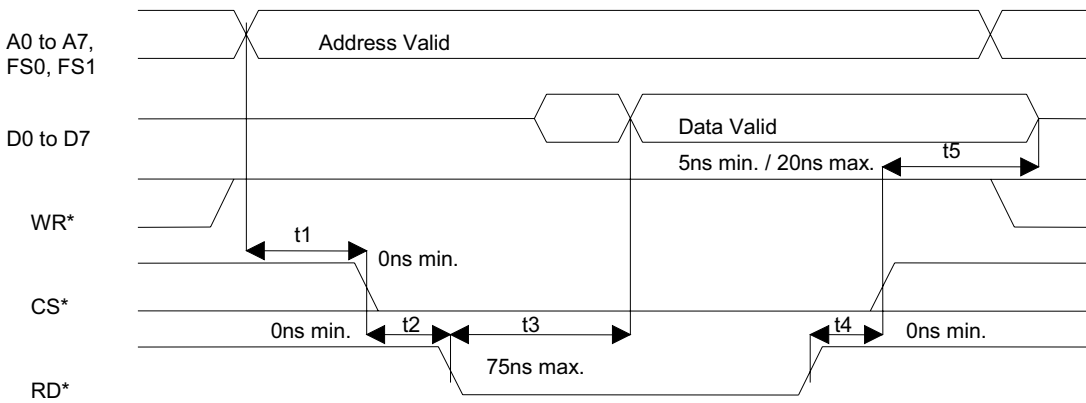 A0 to A7,
FS0, FS1
Address Valid
D0 to D7
Data Valid
5ns min. / 20ns max.
t5
WR*
t1
0ns min.
CS*
0ns min.
t2
t3
t4
0ns min.
75ns max.
RD*